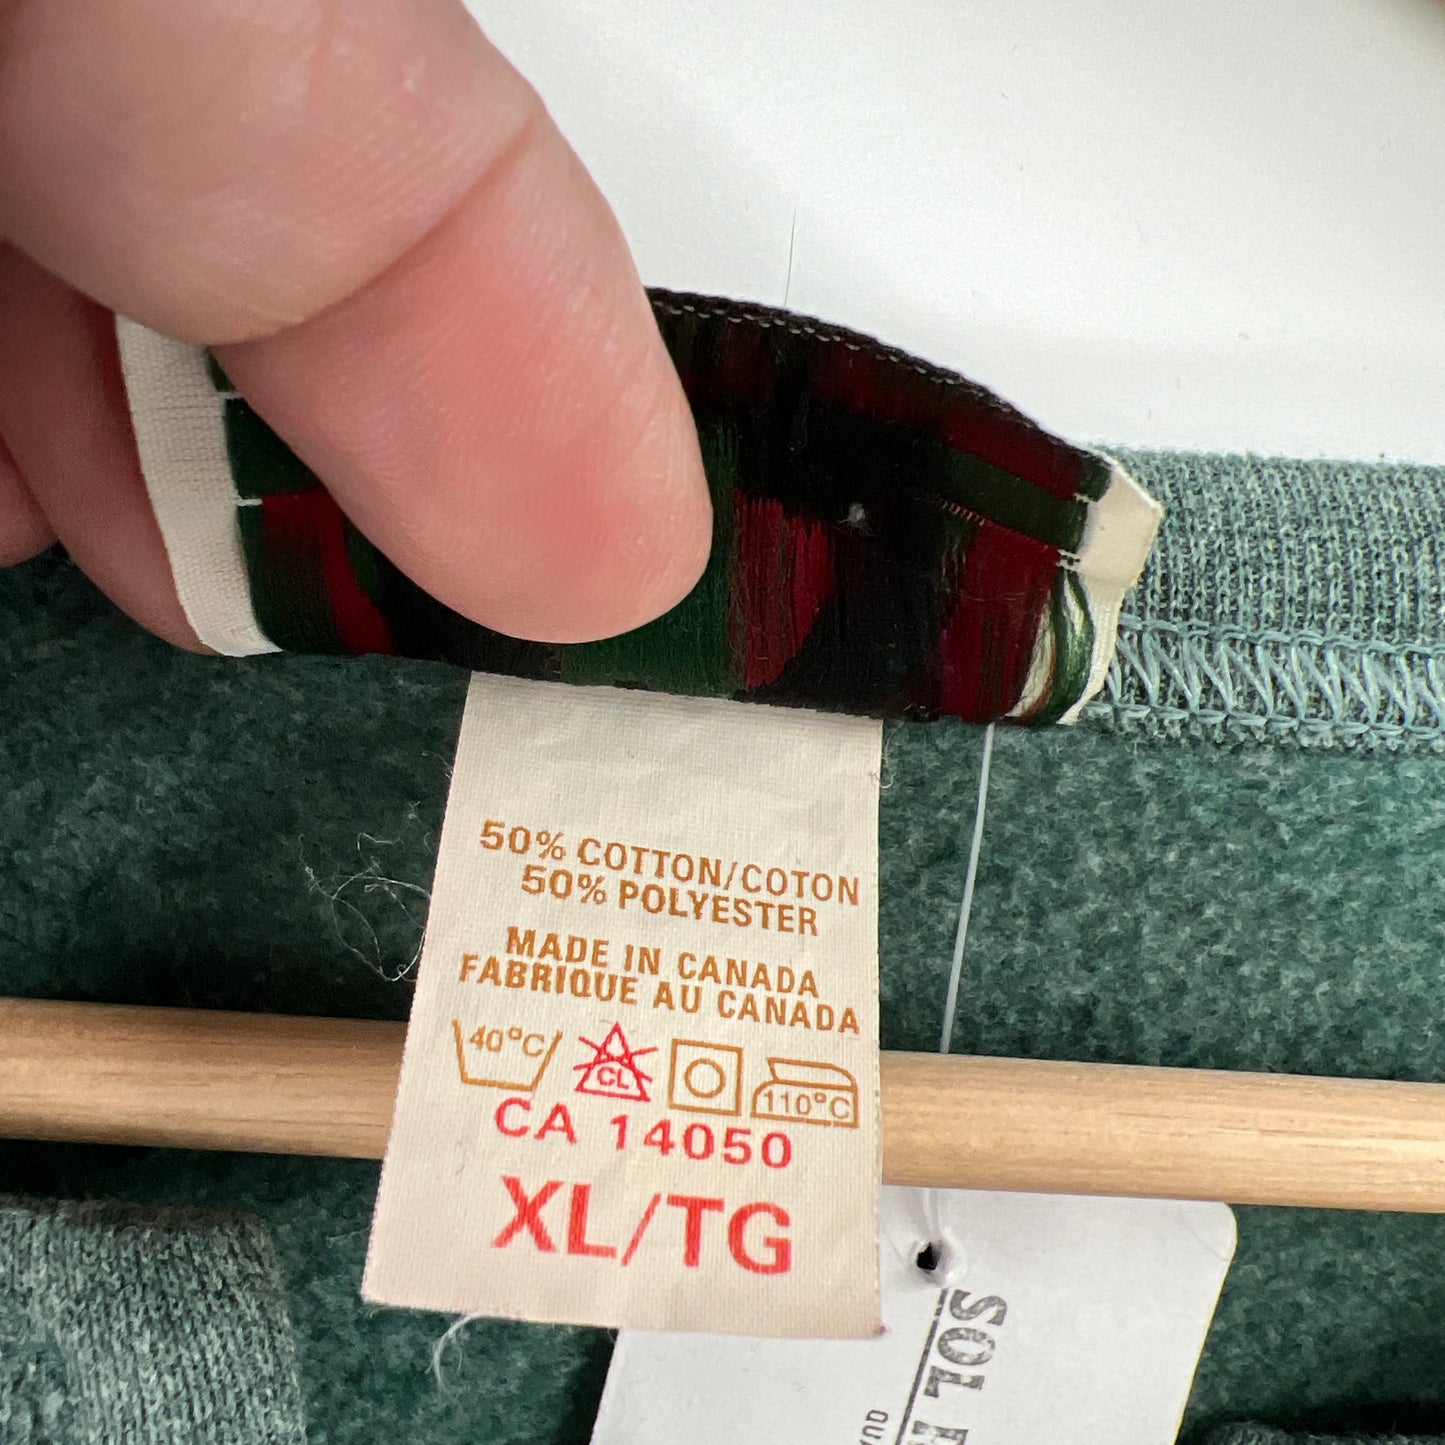 50% COTTON/COTON
50% POLYESTER
MADE IN CANADA
FABRIQUE AU CANADA
40°C
CL
110°C
CA 14050
XL/TG
SOL